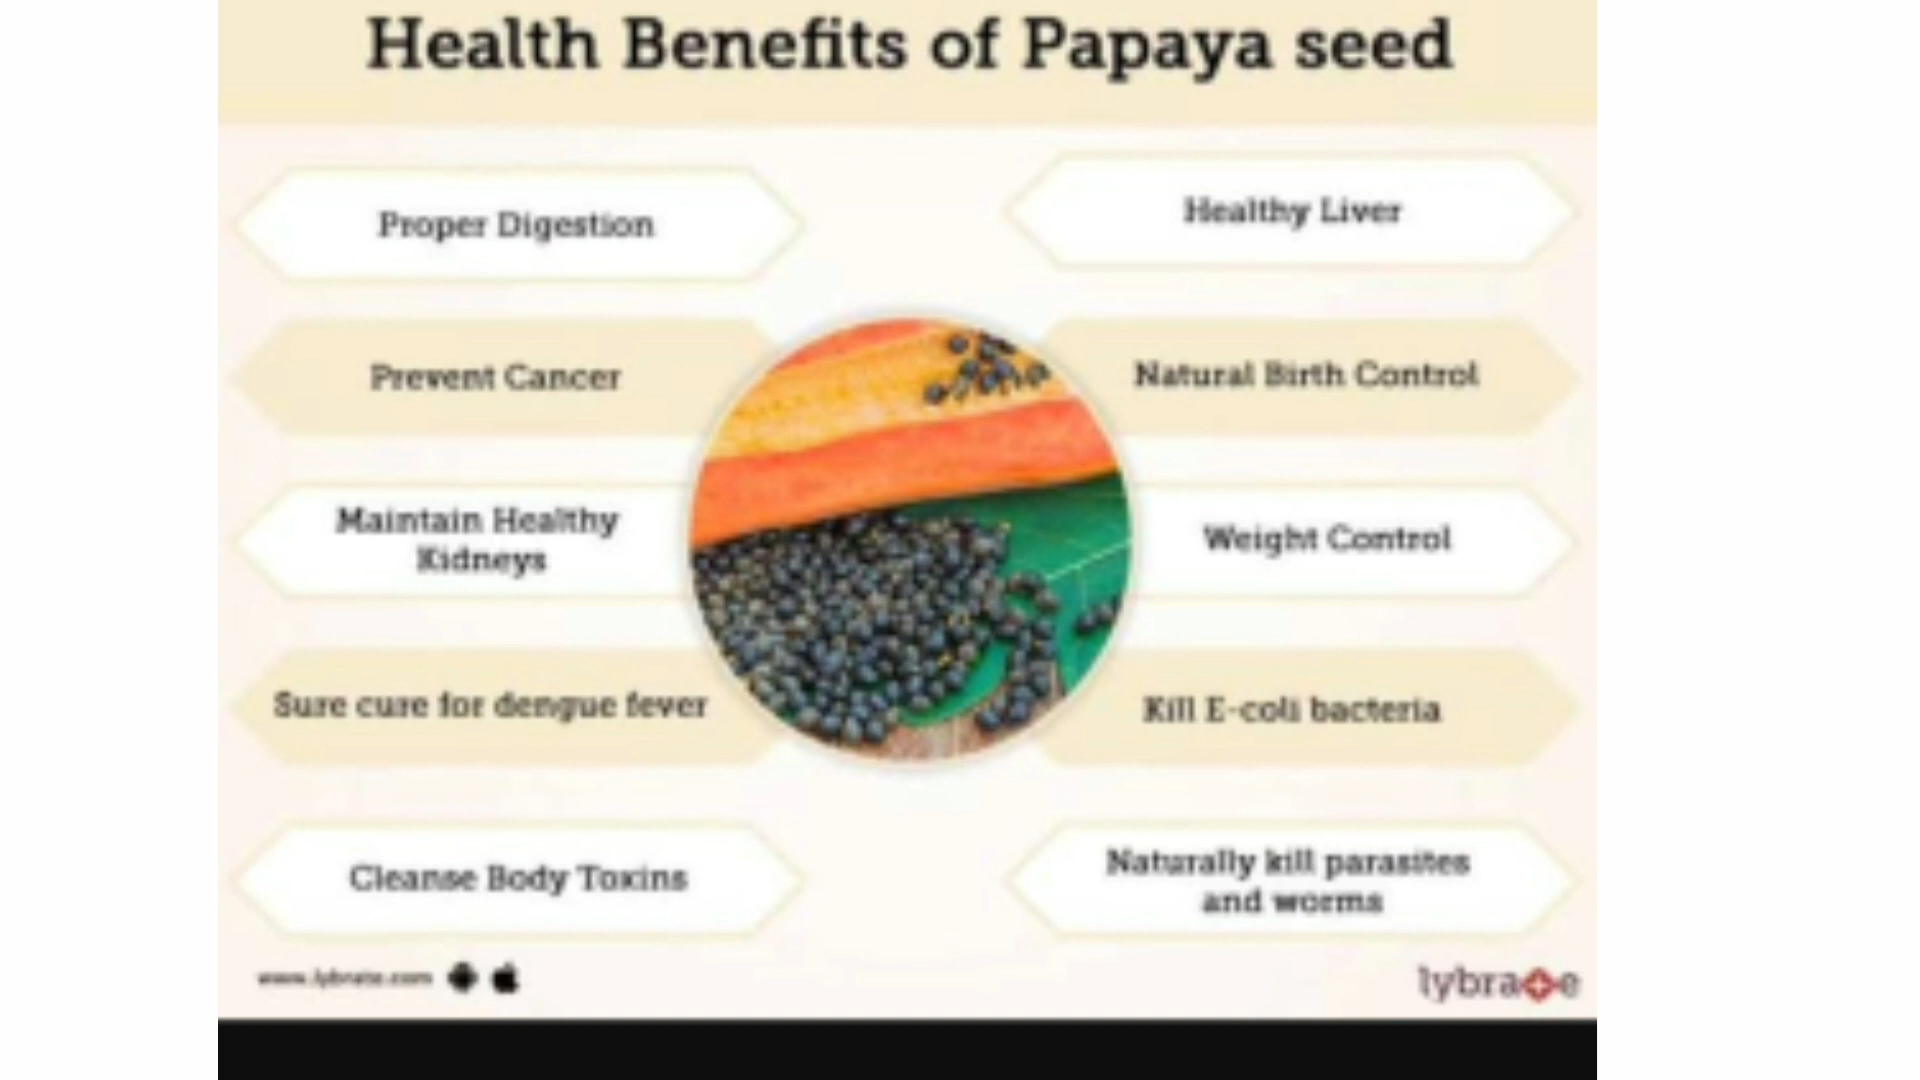 Health Benefits of Papaya seed
Proper Digestion
Healthy Liver
Prevent Cancer
Natural Birth Control
Maintain Healthy
Kidneys
Weight Control
Sure cure for dengue fever
Kill E-coli bacteria
Cleanse Body Toxins
Naturally kill parasites
and worms
www.lybrate.com
lybrate